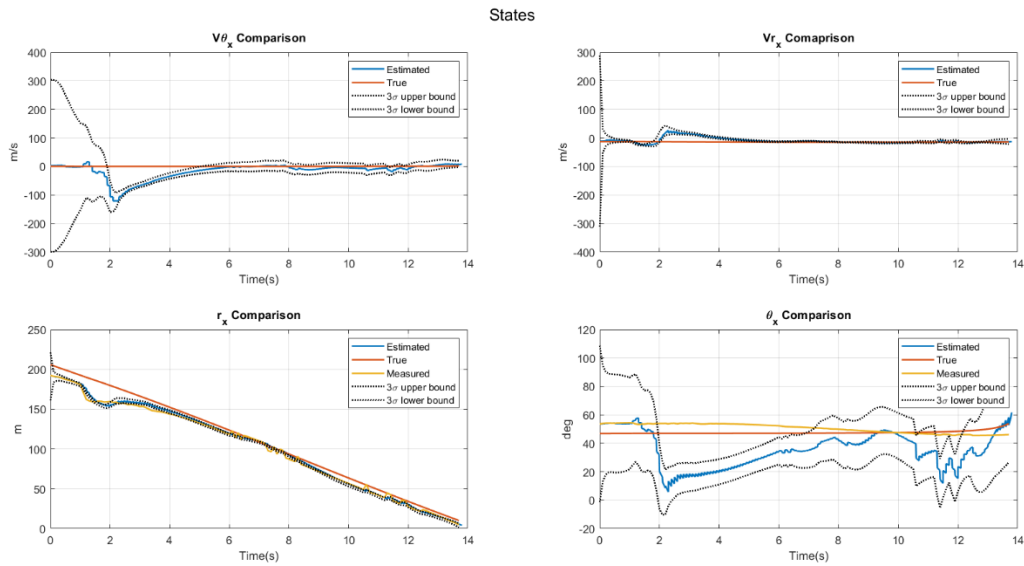 States
Vθx Comparison
400
300
200
100
0
-100
-200
-300
m/s
0
2
4
6
8
10
12
14
Time(s)
Estimated
True
3σ upper bound
3σ lower bound
Vrx Comaprison
400
300
200
100
0
-100
-200
-300
-400
m/s
0
2
4
6
8
10
12
14
Time(s)
Estimated
True
3σ upper bound
3σ lower bound
rx Comparison
250
200
150
100
50
0
m
0
2
4
6
8
10
12
14
Time(s)
Estimated
True
Measured
3σ upper bound
3σ lower bound
θx Comparison
120
100
80
60
40
20
0
-20
deg
0
2
4
6
8
10
12
14
Time(s)
Estimated
True
Measured
3σ upper bound
3σ lower bound